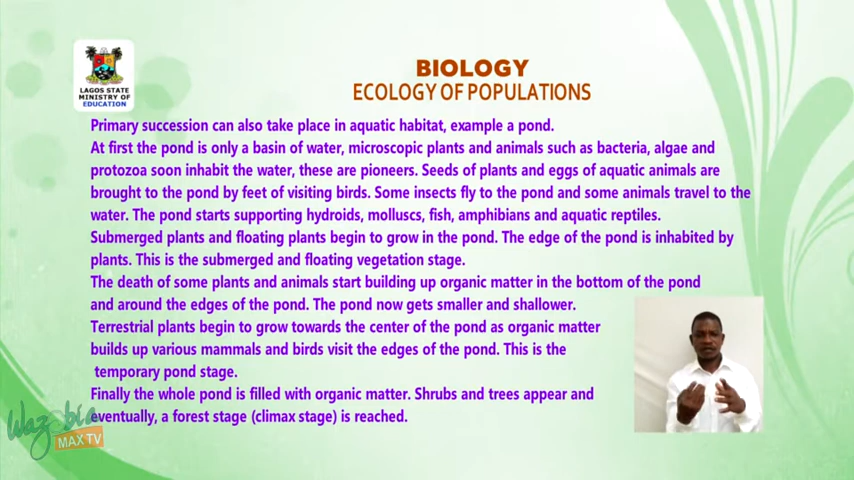 LAGOS STATE
MINISTRY OF
EDUCATION
BIOLOGY
ECOLOGY OF POPULATIONS
Primary succession can also take place in aquatic habitat, example a pond.
At first the pond is only a basin of water, microscopic plants and animals such as bacteria, algae and
protozoa soon inhabit the water, these are pioneers. Seeds of plants and eggs of aquatic animals are
brought to the pond by feet of visiting birds. Some insects fly to the pond and some animals travel to the
water. The pond starts supporting hydroids, molluscs, fish, amphibians and aquatic reptiles.
Submerged plants and floating plants begin to grow in the pond. The edge of the pond is inhabited by
plants. This is the submerged and floating vegetation stage.
The death of some plants and animals start building up organic matter in the bottom of the pond
and around the edges of the pond. The pond now gets smaller and shallower.
Terrestrial plants begin to grow towards the center of the pond as organic matter
builds up various mammals and birds visit the edges of the pond. This is the
temporary pond stage.
Finally the whole pond is filled with organic matter. Shrubs and trees appear and
eventually, a forest stage (climax stage) is reached.
Wazobia
MAX TV